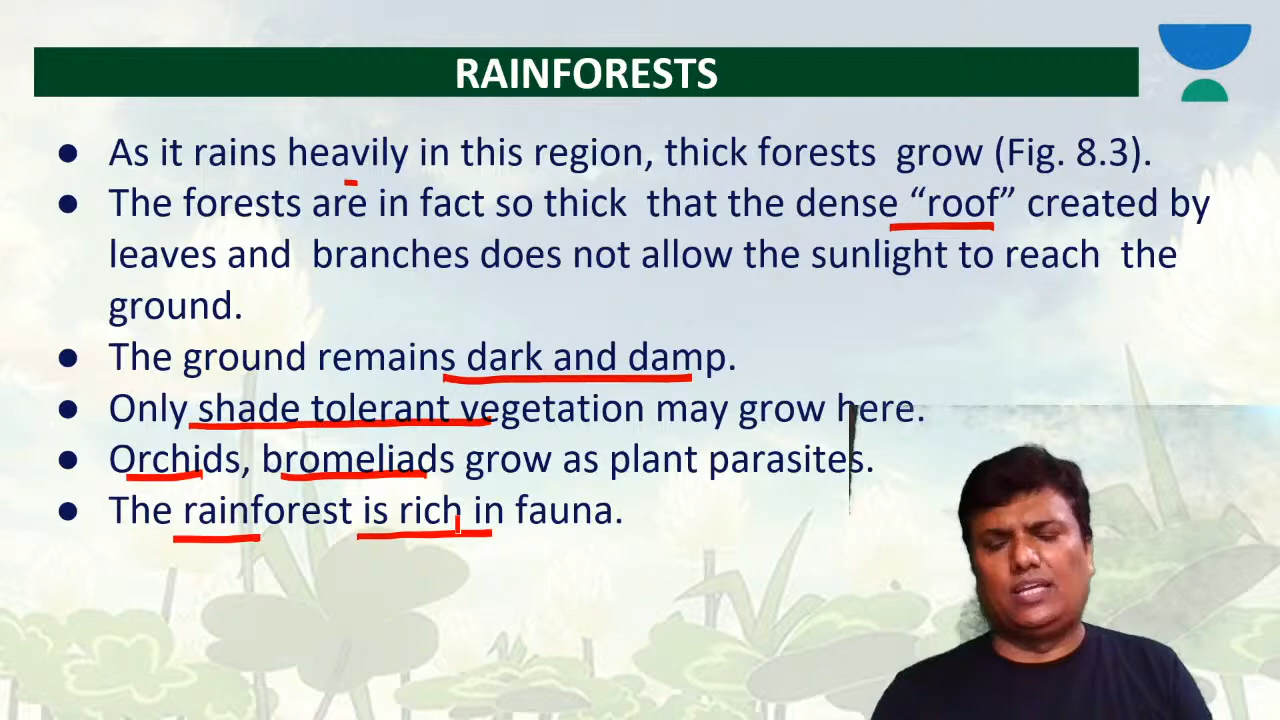 RAINFORESTS
● As it rains heavily in this region, thick forests grow (Fig. 8.3).
● The forests are in fact so thick that the dense “roof” created by
leaves and branches does not allow the sunlight to reach the
ground.
● The ground remains dark and damp.
● Only shade tolerant vegetation may grow here.
● Orchids, bromeliads grow as plant parasites.
● The rainforest is rich in fauna.